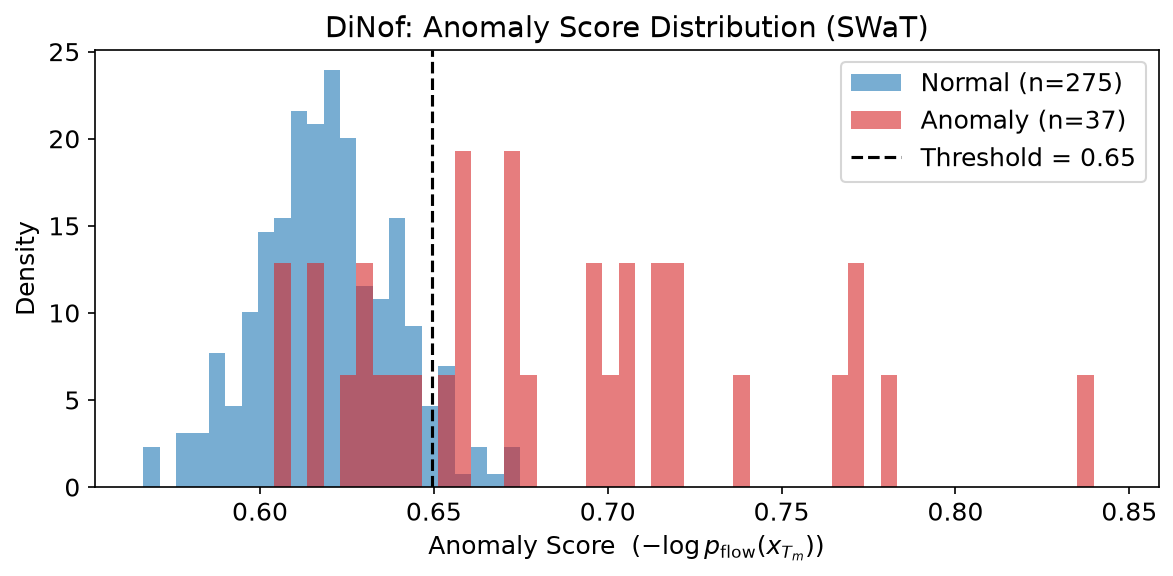 DiNof: Anomaly Score Distribution (SWaT)
25
20
15
10
5
0
Density
Normal (n=275)
Anomaly (n=37)
Threshold = 0.65
0.60 0.65 0.70 0.75 0.80 0.85
Anomaly Score (−log p_flow(x_{T_m}))